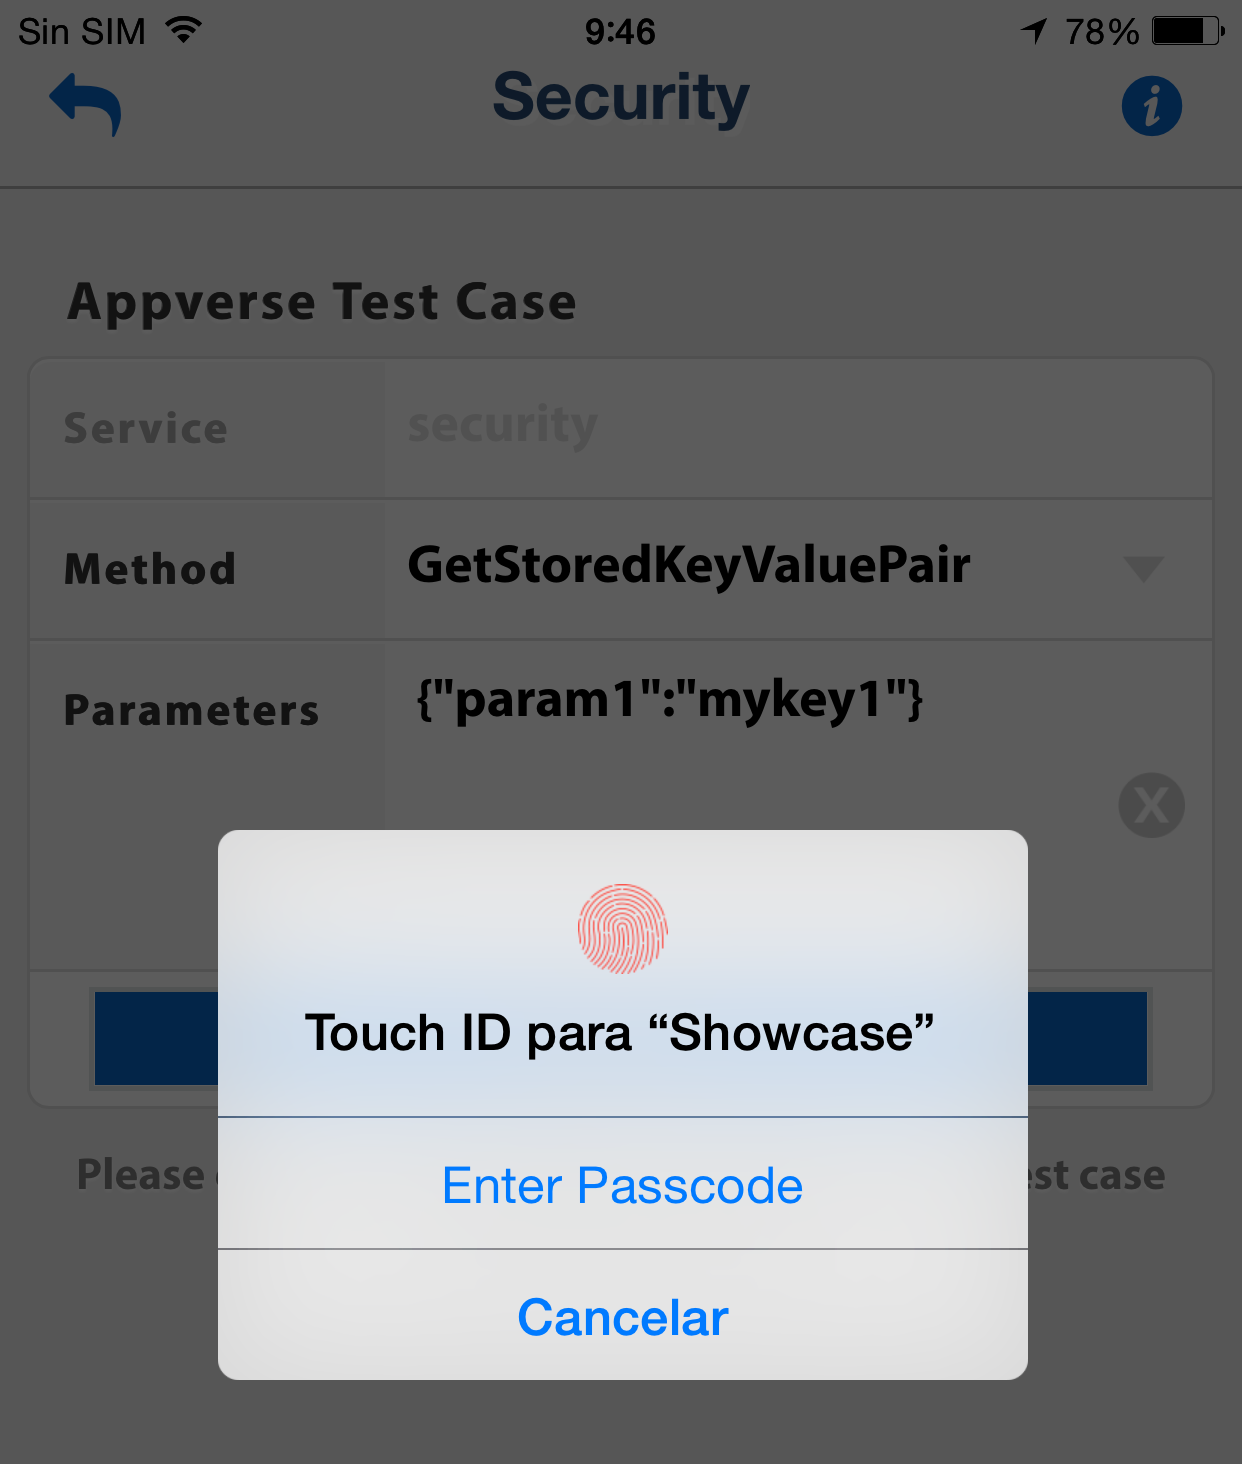 Sin SIM 9:46 78%
Security
Appverse Test Case
Service security
Method GetStoredKeyValuePair
Parameters {"param1":"mykey1"}
X
Touch ID para “Showcase”
Please est case
Enter Passcode
Cancelar